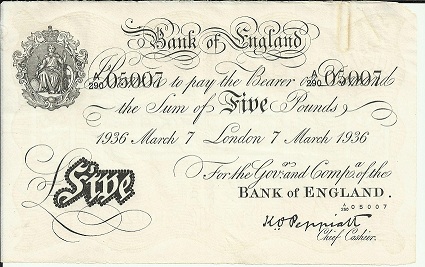 Bank of England
A/290 05007 to pay the Bearer on Demand A/290 05007
the Sum of Five Pounds
1936 March 7 London 7 March 1936
For the Govr. and Compa. of the
£ Five
BANK OF ENGLAND.
A/290 05007
K.O. Peppiatt
Chief Cashier.